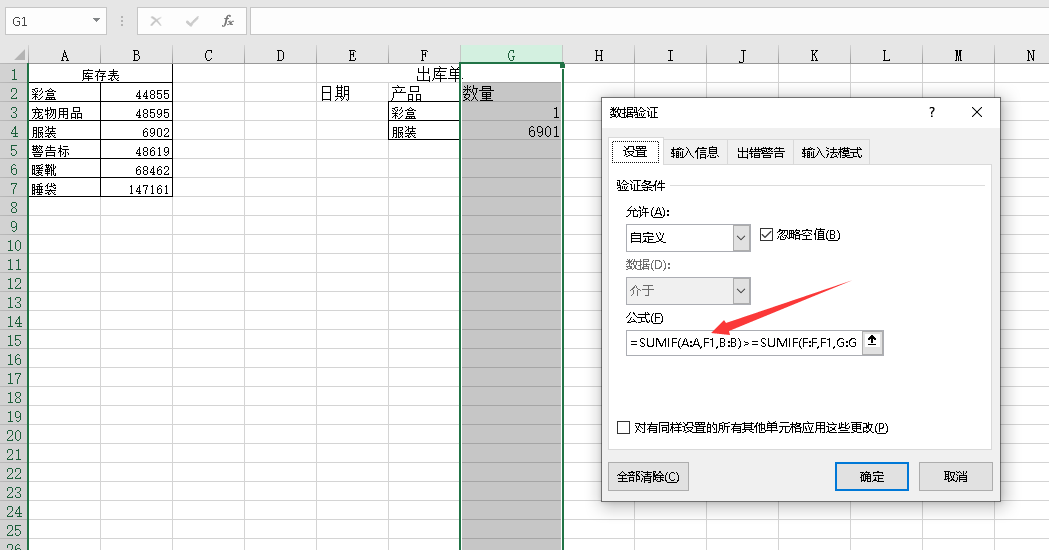 G1
fx
A B C D E F G H I J K L M N
1 库存表 出库单
2 彩盒 44855 日期 产品 数量
3 宠物用品 48595 彩盒 1
4 服装 6902 服装 6901
5 警告标 48619
6 暖靴 68462
7 睡袋 147161
8
9
10
11
12
13
14
15
16
17
18
19
20
21
22
23
24
25
26
数据验证 ?
设置 输入信息 出错警告 输入法模式
验证条件
允许(A):
自定义 忽略空值(B)
数据(D):
介于
公式(F)
=SUMIF(A:A,F1,B:B)>=SUMIF(F:F,F1,G:G
对有同样设置的所有其他单元格应用这些更改(P)
全部清除(C) 确定 取消